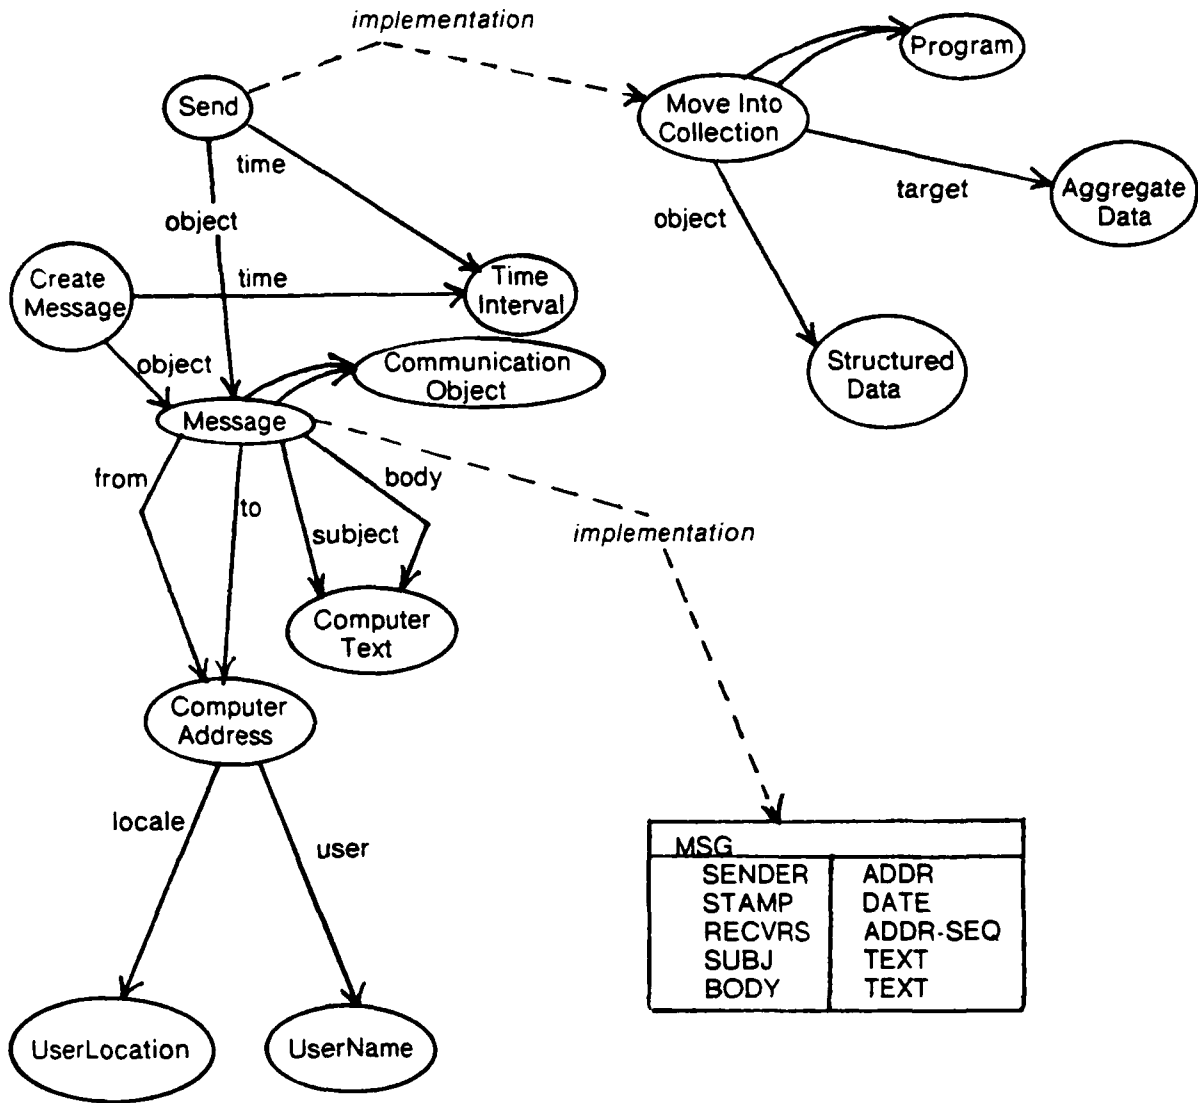 implementation
Program
Send
Move Into
Collection
time
target
Aggregate
Data
object
object
Create
Message
time
Time
Interval
object
Communication
Object
Structured
Data
Message
from
to
body
subject
implementation
Computer
Text
Computer
Address
locale
user
MSG
SENDER ADDR
STAMP DATE
RECVRS ADDR-SEQ
SUBJ TEXT
BODY TEXT
UserLocation
UserName